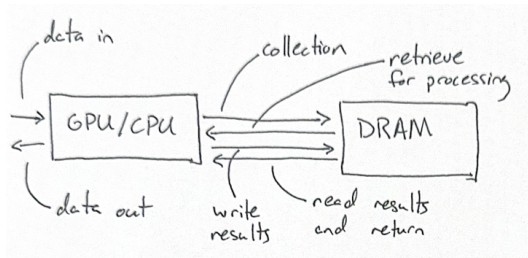 data in
collection
retrieve
for processing
GPU/CPU
DRAM
data out
write
results
read results
and return